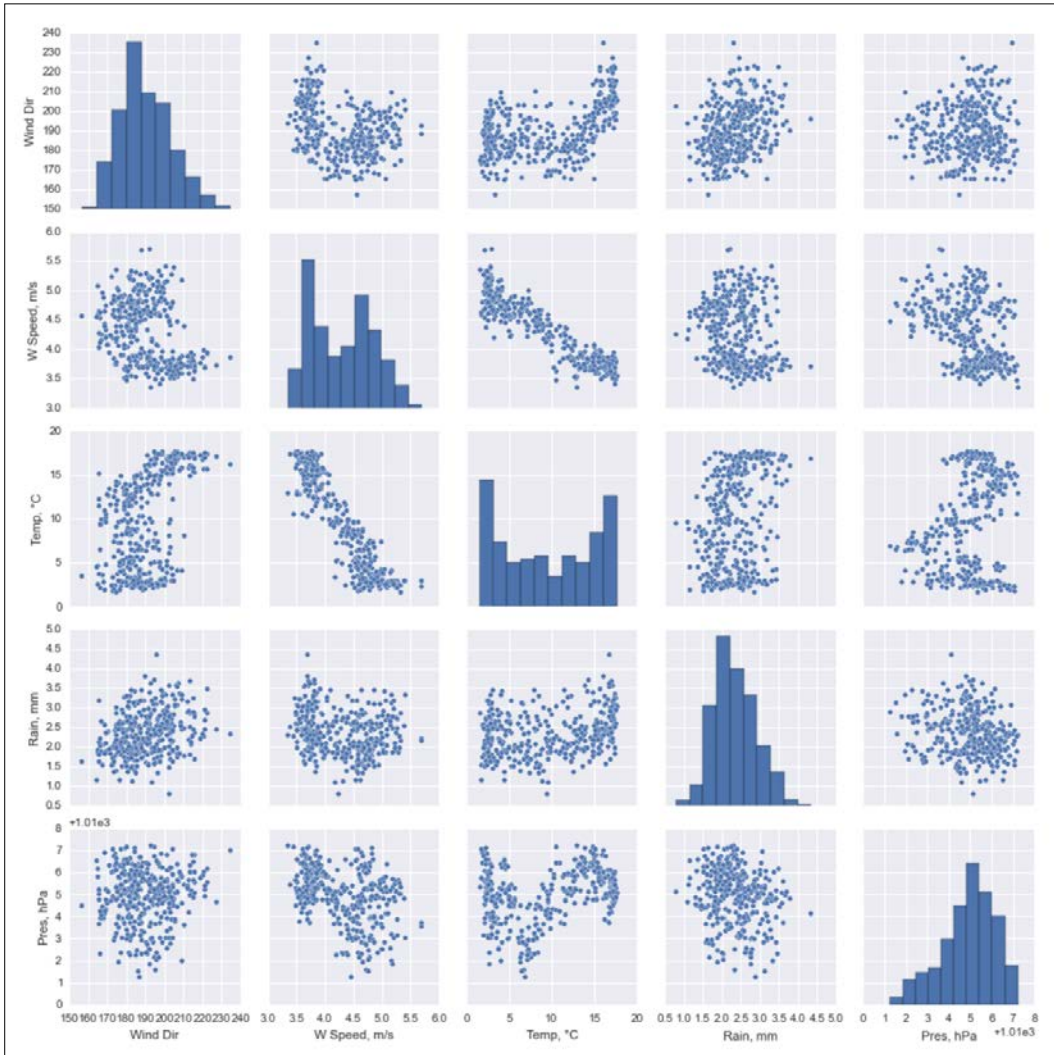 240
230
220
210
200
190
180
170
160
150
Wind Dir
6.0
5.5
5.0
4.5
4.0
3.5
3.0
W Speed, m/s
20
15
10
5
0
Temp, °C
5.0
4.5
4.0
3.5
3.0
2.5
2.0
1.5
1.0
0.5
Rain, mm
+1.01e3
8
7
6
5
4
3
2
1
0
Pres, hPa
150 160 170 180 190 200 210 220 230 240
Wind Dir
3.0 3.5 4.0 4.5 5.0 5.5 6.0
W Speed, m/s
0 5 10 15 20
Temp, °C
0.5 1.0 1.5 2.0 2.5 3.0 3.5 4.0 4.5 5.0
Rain, mm
0 1 2 3 4 5 6 7 8
Pres, hPa +1.01e3